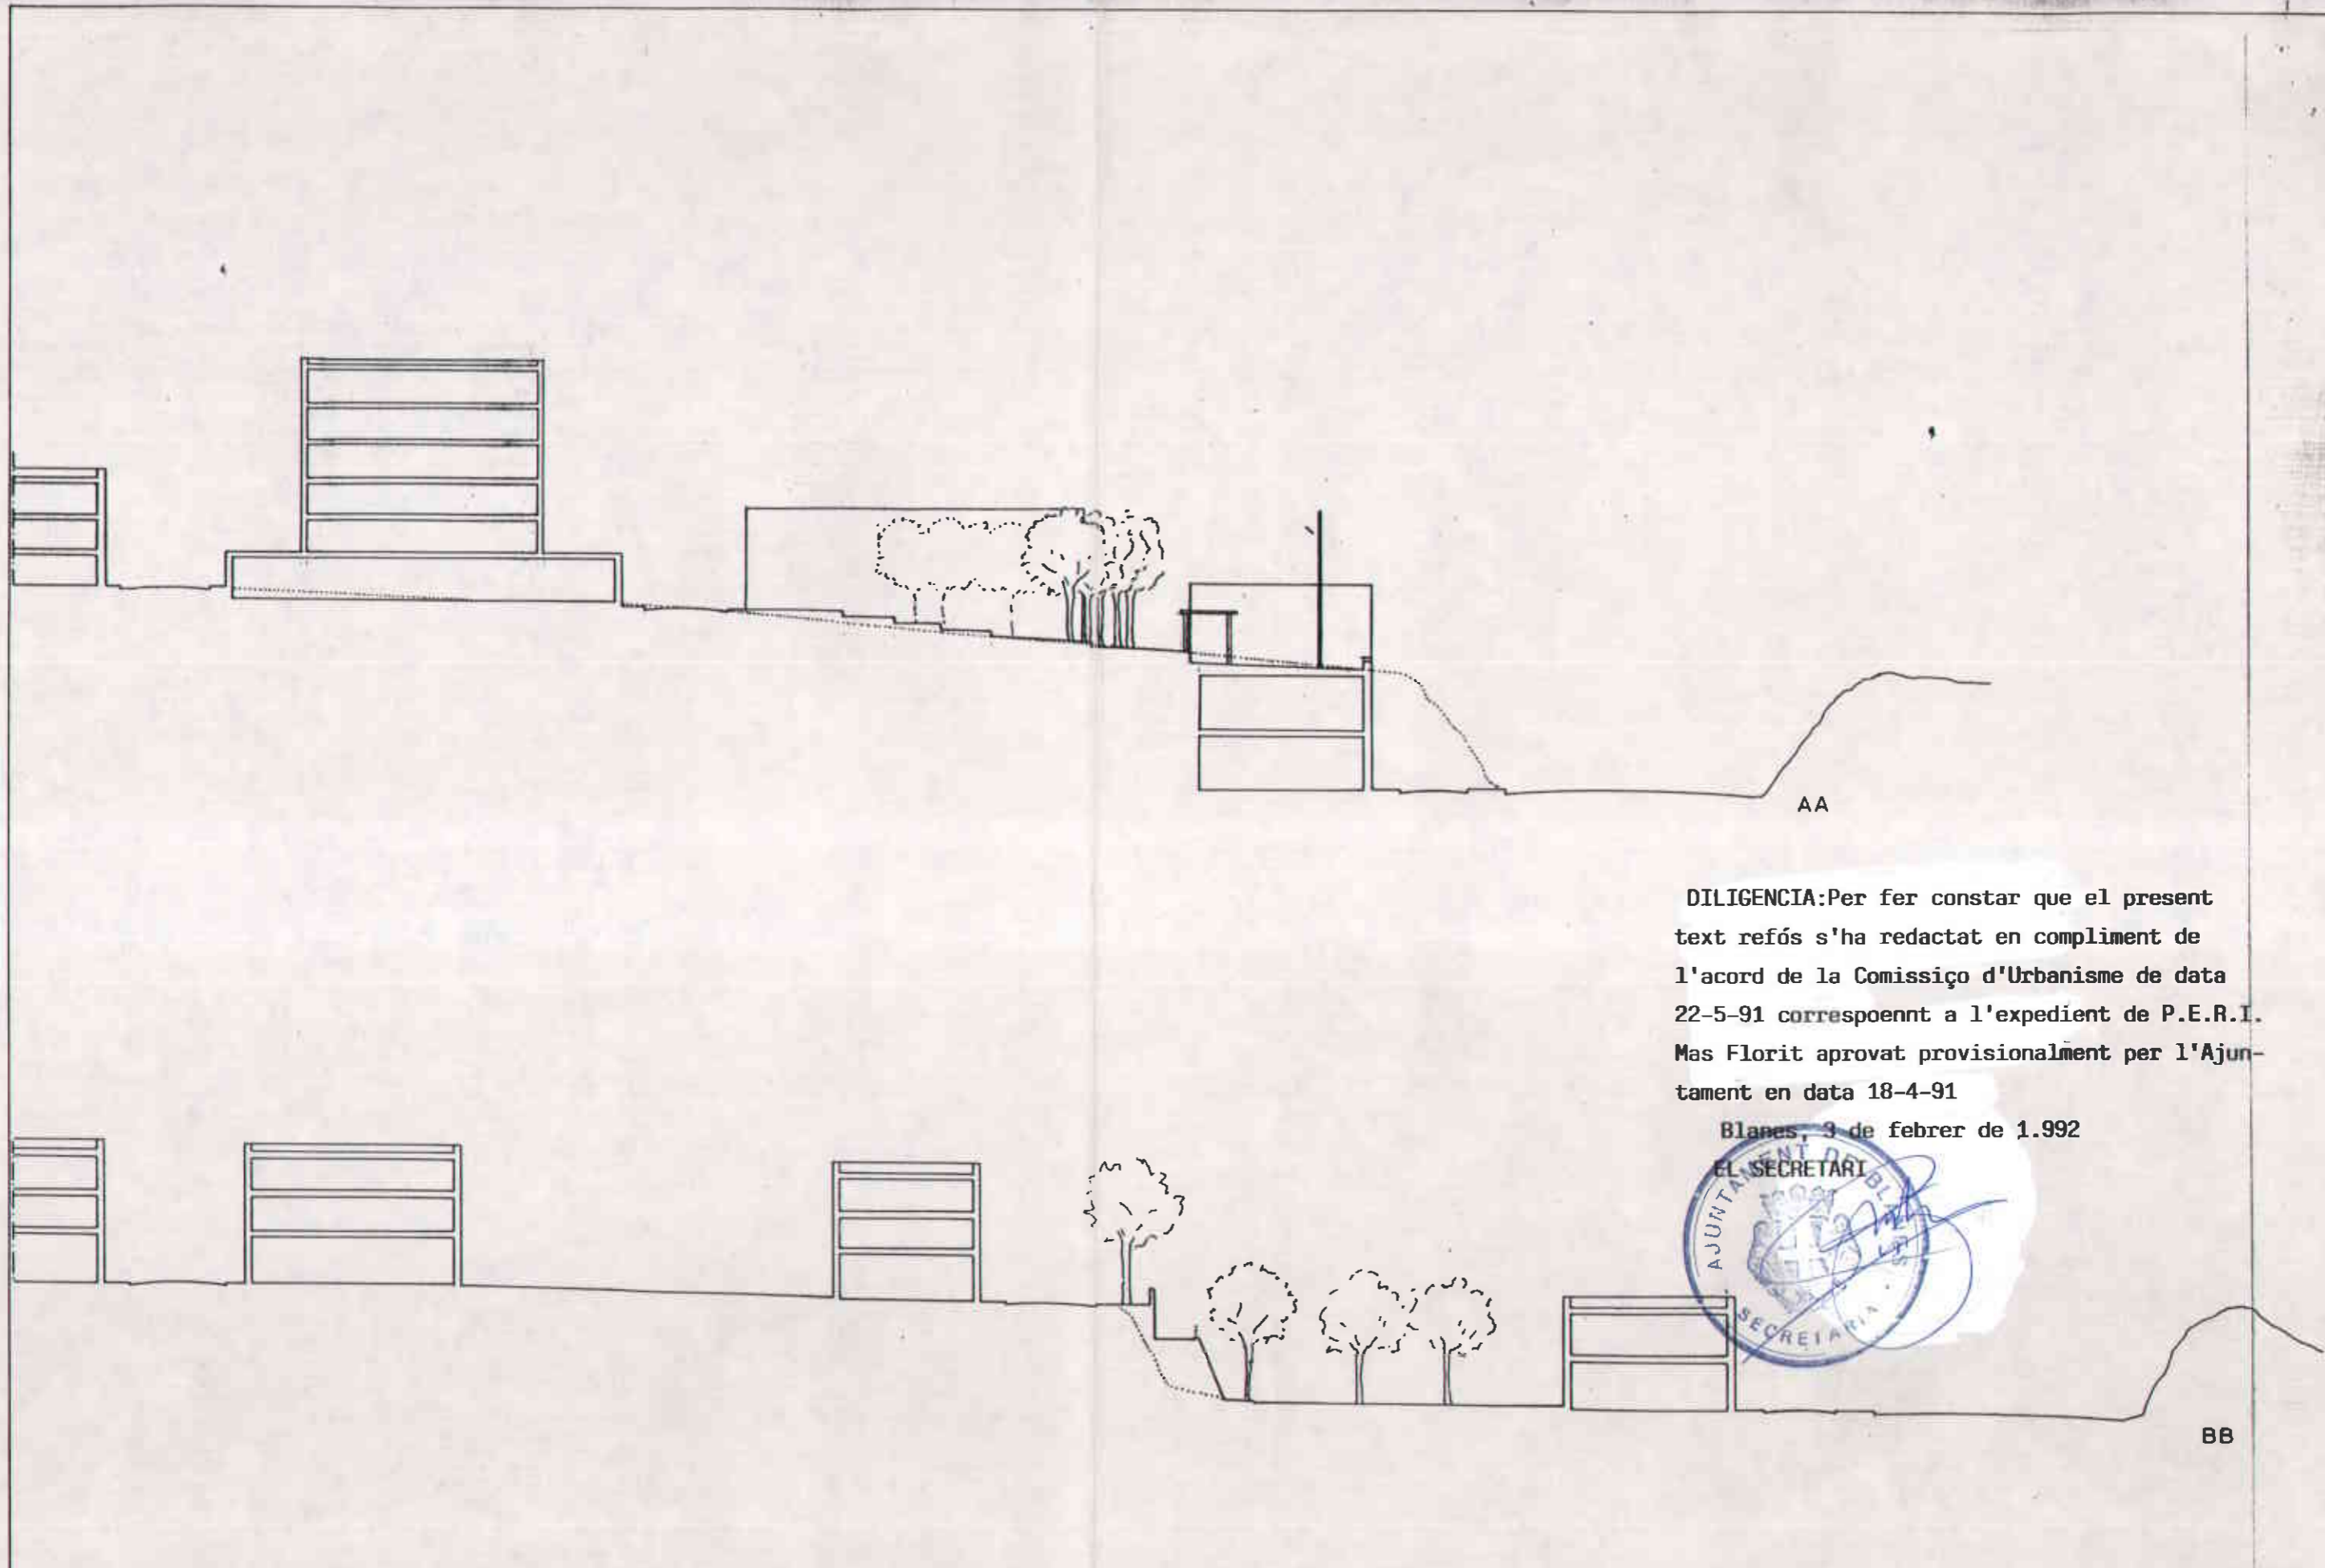 AA
DILIGENCIA:Per fer constar que el present
text refós s'ha redactat en compliment de
l'acord de la Comissiço d'Urbanisme de data
22-5-91 correspoennt a l'expedient de P.E.R.I.
Mas Florit aprovat provisionalment per l'Ajun-
tament en data 18-4-91
Blanes, 3 de febrer de 1.992
EL SECRETARI
AJUNTAMENT DE BLANES
SECRETARIA
BB